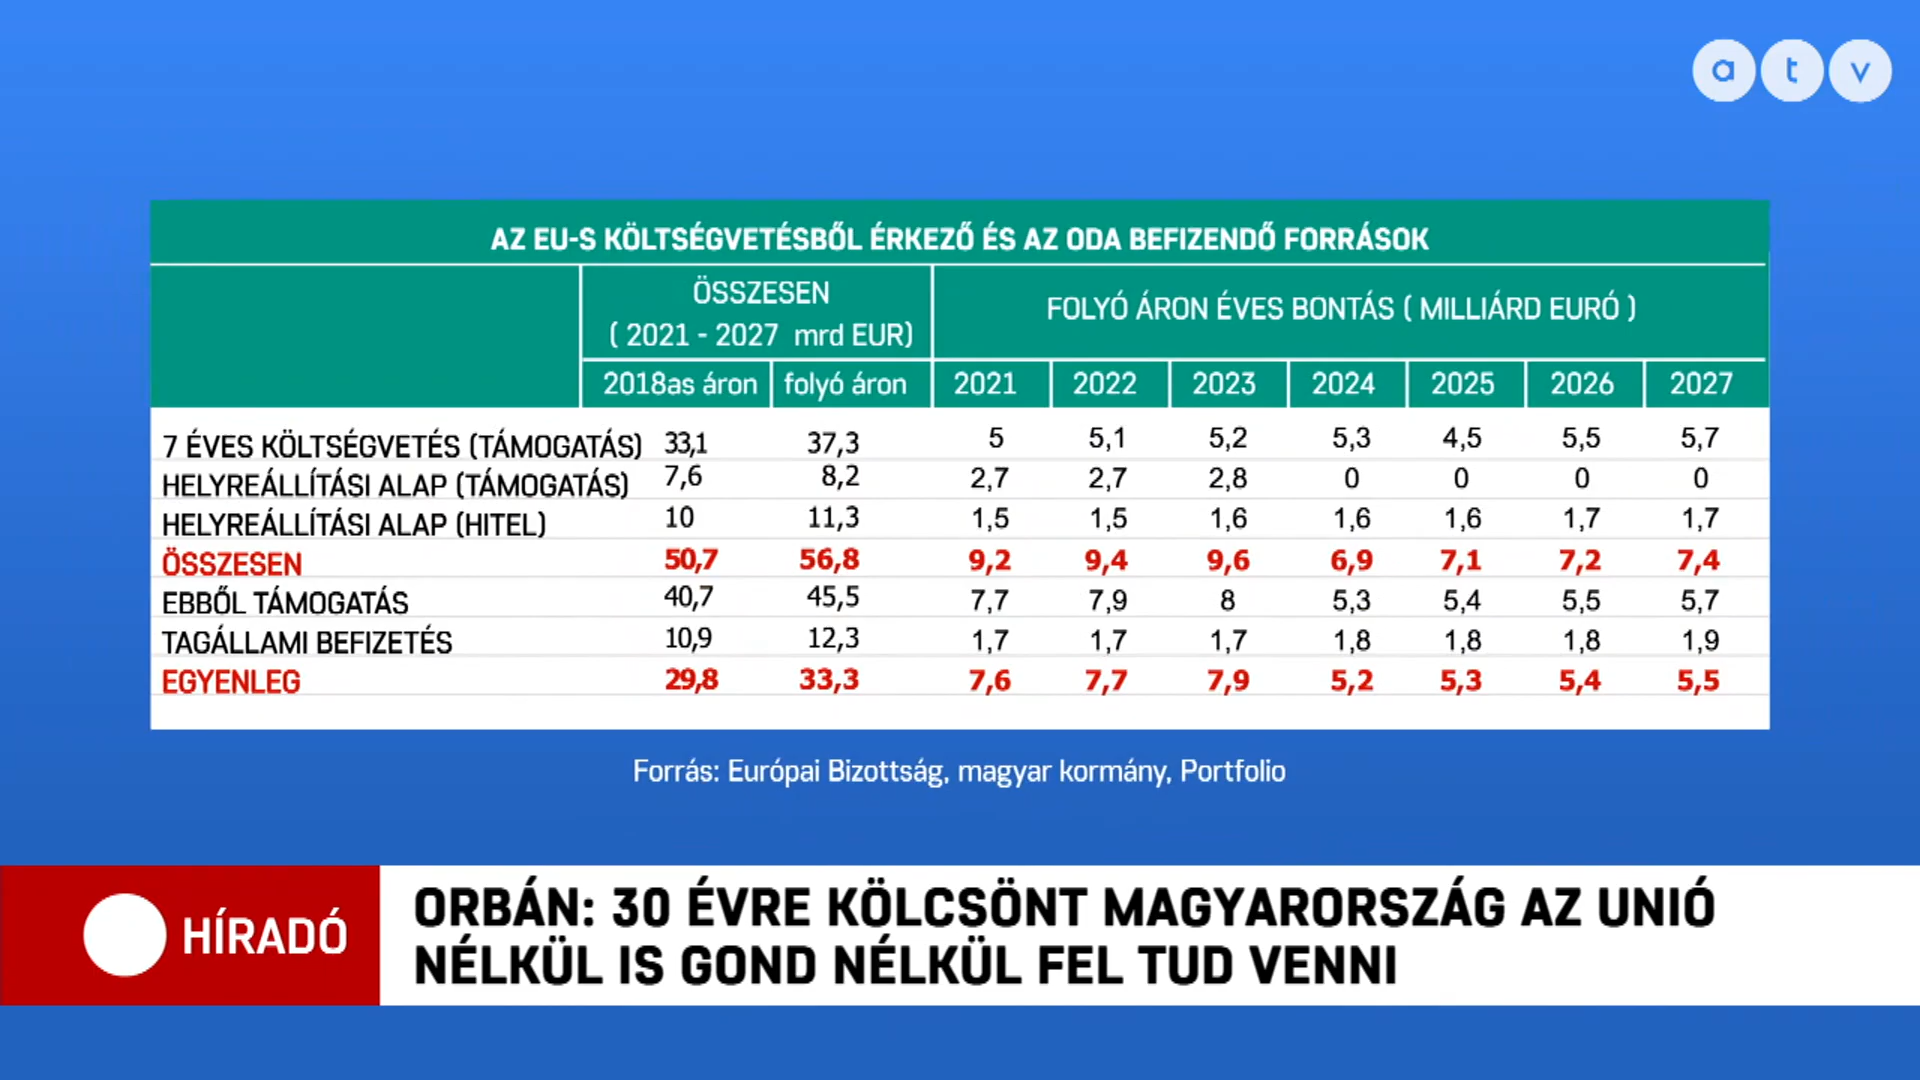 a t v
AZ EU-S KÖLTSÉGVETÉSBŐL ÉRKEZŐ ÉS AZ ODA BEFIZENDŐ FORRÁSOK
ÖSSZESEN
( 2021 - 2027 mrd EUR)
FOLYÓ ÁRON ÉVES BONTÁS ( MILLIÁRD EURÓ )
2018as áron folyó áron 2021 2022 2023 2024 2025 2026 2027
7 ÉVES KÖLTSÉGVETÉS (TÁMOGATÁS) 33,1 37,3 5 5,1 5,2 5,3 4,5 5,5 5,7
HELYREÁLLÍTÁSI ALAP (TÁMOGATÁS) 7,6 8,2 2,7 2,7 2,8 0 0 0 0
HELYREÁLLÍTÁSI ALAP (HITEL) 10 11,3 1,5 1,5 1,6 1,6 1,6 1,7 1,7
ÖSSZESEN 50,7 56,8 9,2 9,4 9,6 6,9 7,1 7,2 7,4
EBBŐL TÁMOGATÁS 40,7 45,5 7,7 7,9 8 5,3 5,4 5,5 5,7
TAGÁLLAMI BEFIZETÉS 10,9 12,3 1,7 1,7 1,7 1,8 1,8 1,8 1,9
EGYENLEG 29,8 33,3 7,6 7,7 7,9 5,2 5,3 5,4 5,5
Forrás: Európai Bizottság, magyar kormány, Portfolio
HÍRADÓ
ORBÁN: 30 ÉVRE KÖLCSÖNT MAGYARORSZÁG AZ UNIÓ
NÉLKÜL IS GOND NÉLKÜL FEL TUD VENNI